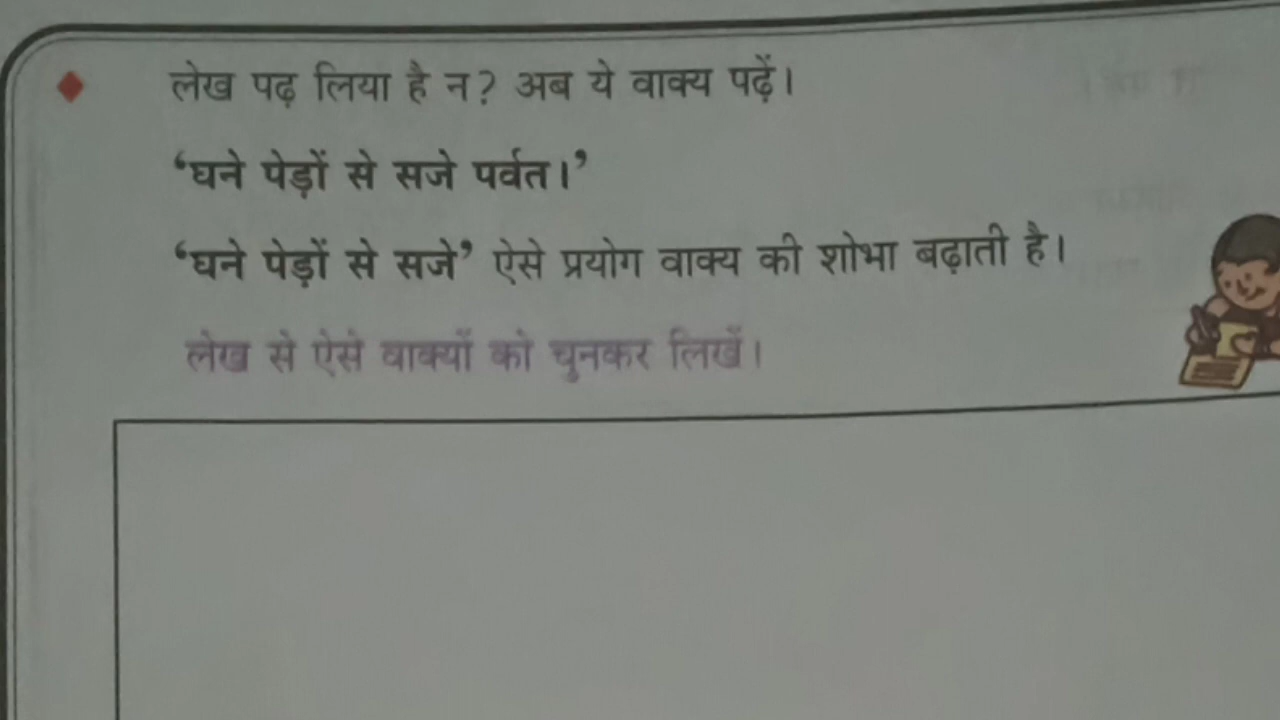 लेख पढ़ लिया है न? अब ये वाक्य पढ़ें।
‘घने पेड़ों से सजे पर्वत।’
‘घने पेड़ों से सजे’ ऐसे प्रयोग वाक्य की शोभा बढ़ाती है।
लेख से ऐसे वाक्यों को चुनकर लिखें।